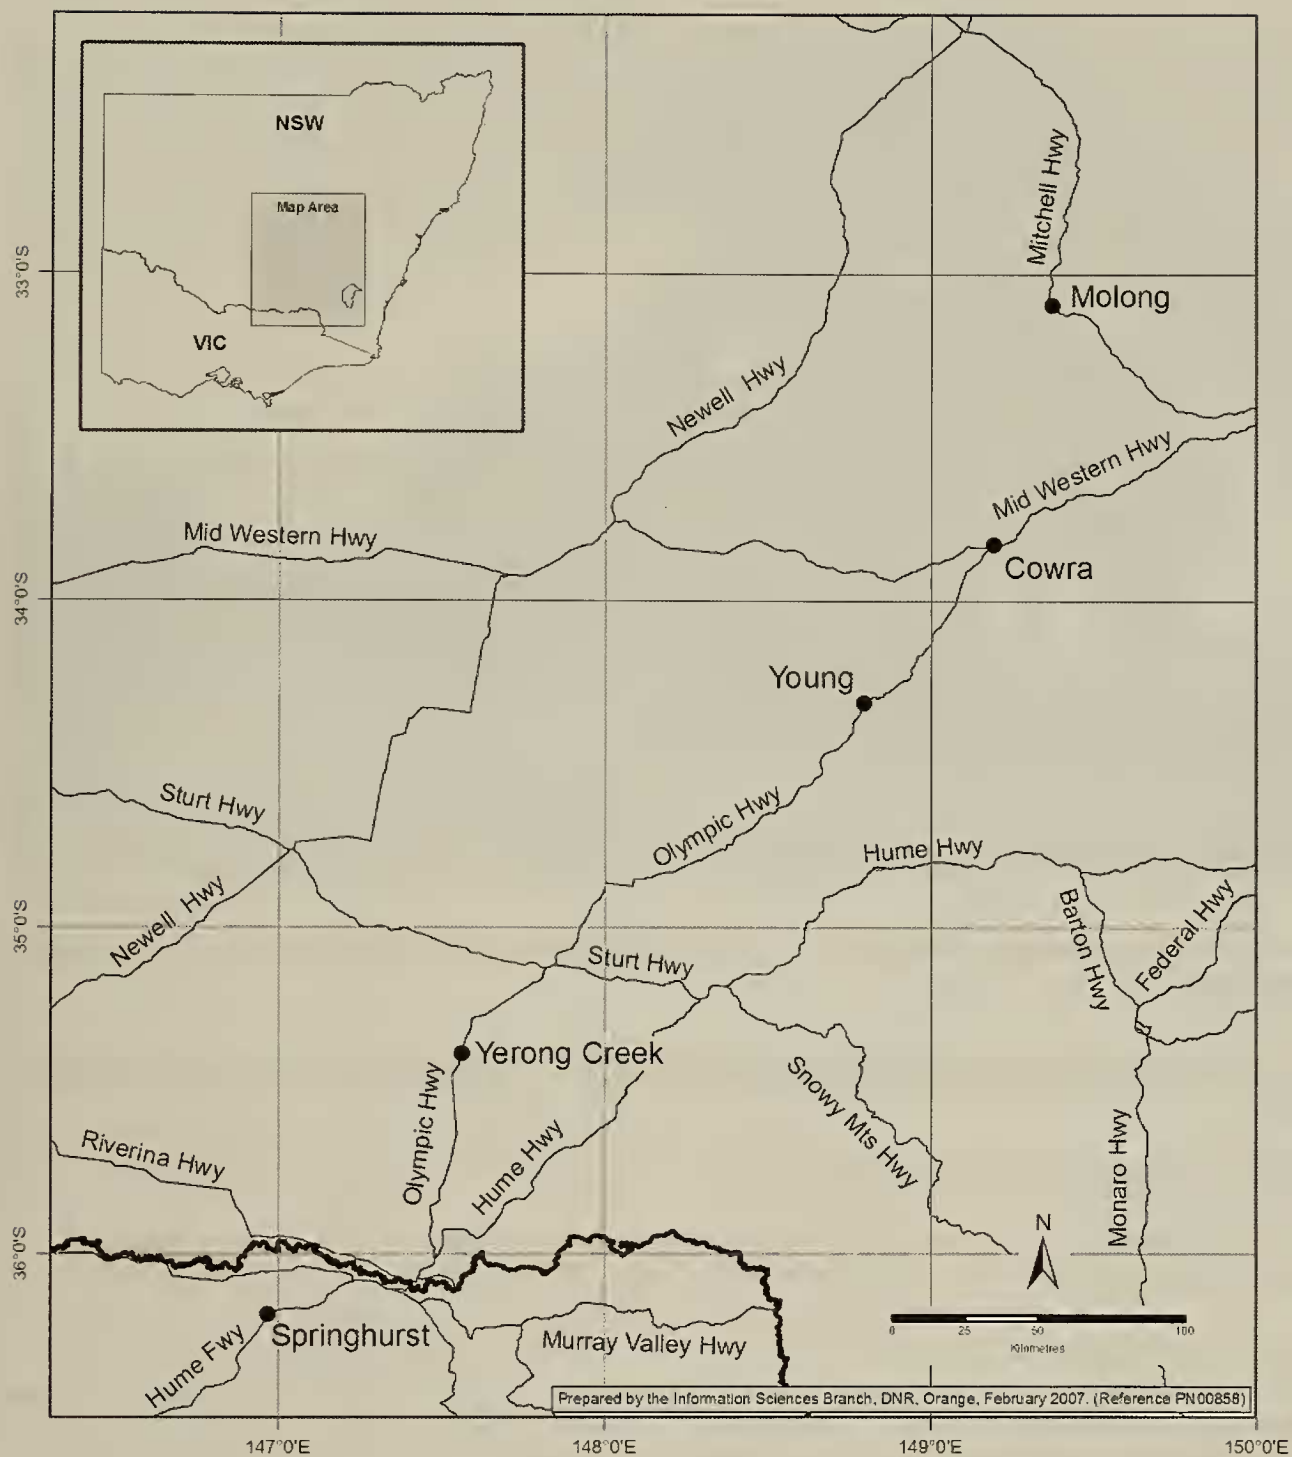 NSW
Map Area
VIC
33°0'S
34°0'S
35°0'S
36°0'S
Mitchell Hwy
Molong
Newell Hwy
Mid Western Hwy
Mid Western Hwy
Cowra
Young
Sturt Hwy
Olympic Hwy
Hume Hwy
Newell Hwy
Barton Hwy
Federal Hwy
Sturt Hwy
Yerong Creek
Snowy Mts Hwy
Olympic Hwy
Hume Hwy
Riverina Hwy
Monaro Hwy
N
0 25 50 100
Kilometres
Springhurst
Murray Valley Hwy
Hume Fwy
Prepared by the Information Sciences Branch, DNR, Orange, February 2007. (Reference PN00858)
147°0'E 148°0'E 149°0'E 150°0'E